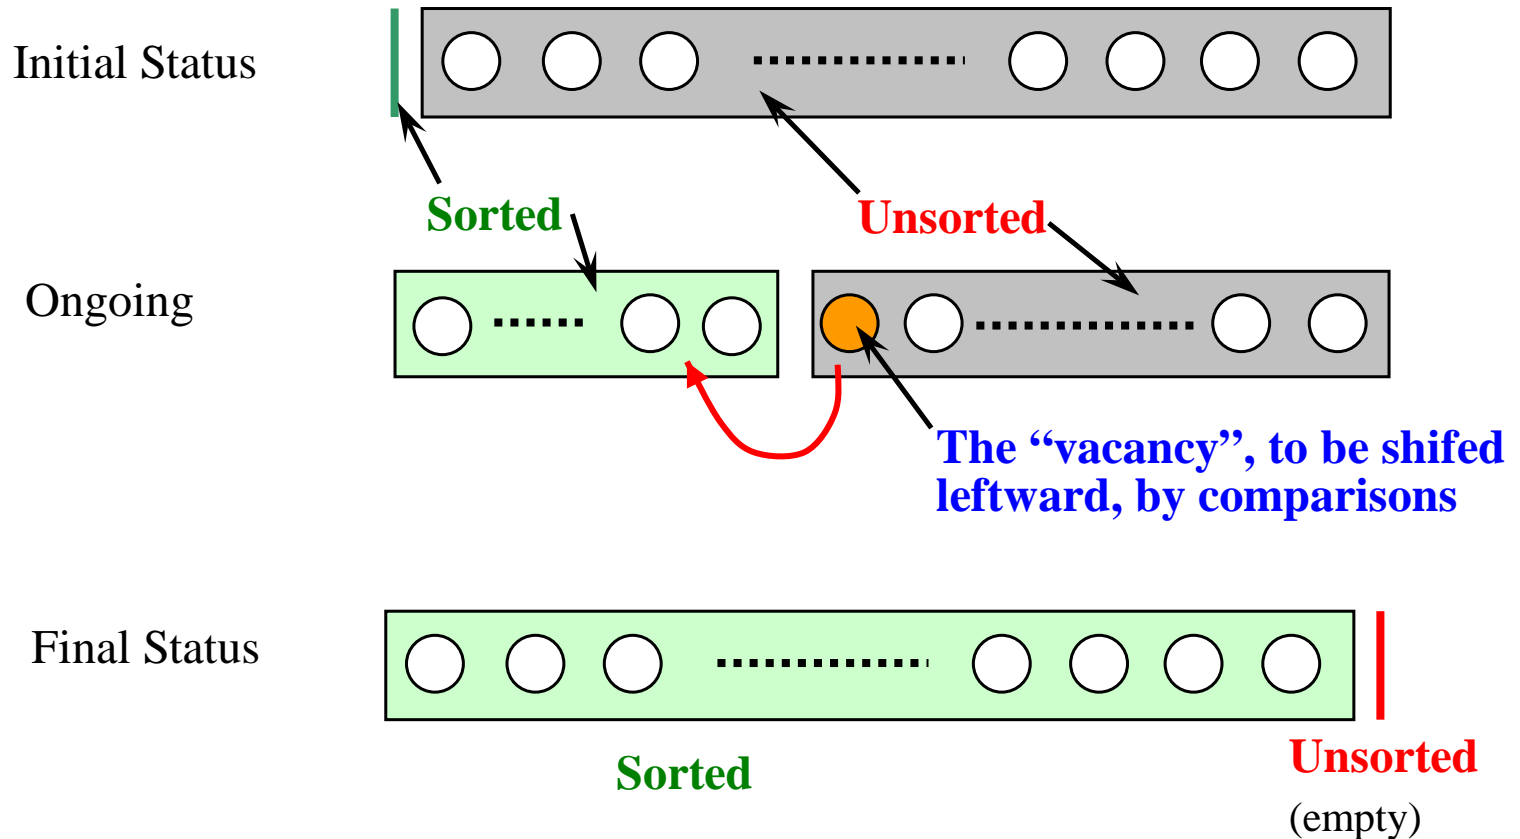 Initial Status
Sorted
Unsorted
Ongoing
The “vacancy”, to be shifed
leftward, by comparisons
Final Status
Sorted
Unsorted
(empty)